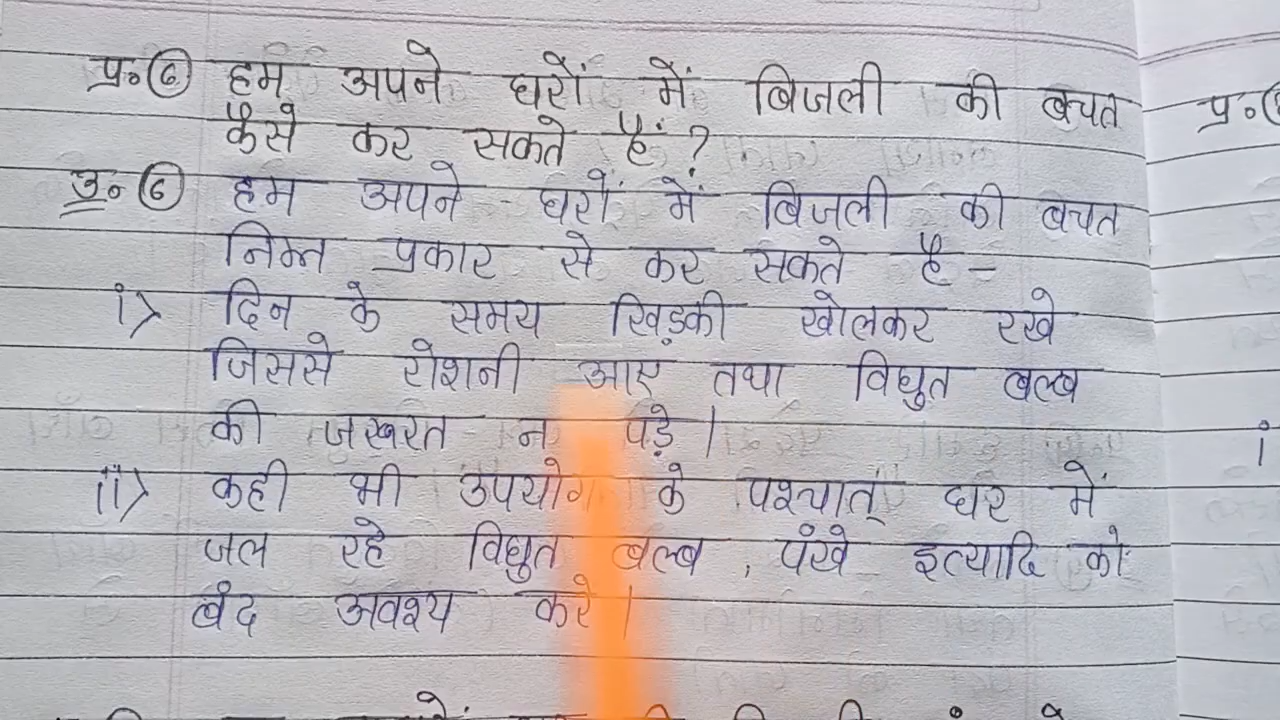 प्र॰ ⑥ हम अपने घरों में बिजली की बचत
कैसे कर सकते हैं?
उ॰ ⑥ हम अपने घरों में बिजली की बचत
निम्न प्रकार से कर सकते है –
i> दिन के समय खिड़की खोलकर रखे
जिससे रोशनी आए तथा विद्युत बल्ब
की जरूरत न पड़े।
ii> कही भी उपयोग के पश्चात् घर में
जल रहे विद्युत बल्ब, पंखे इत्यादि को
बंद अवश्य करे।
प्र॰
i